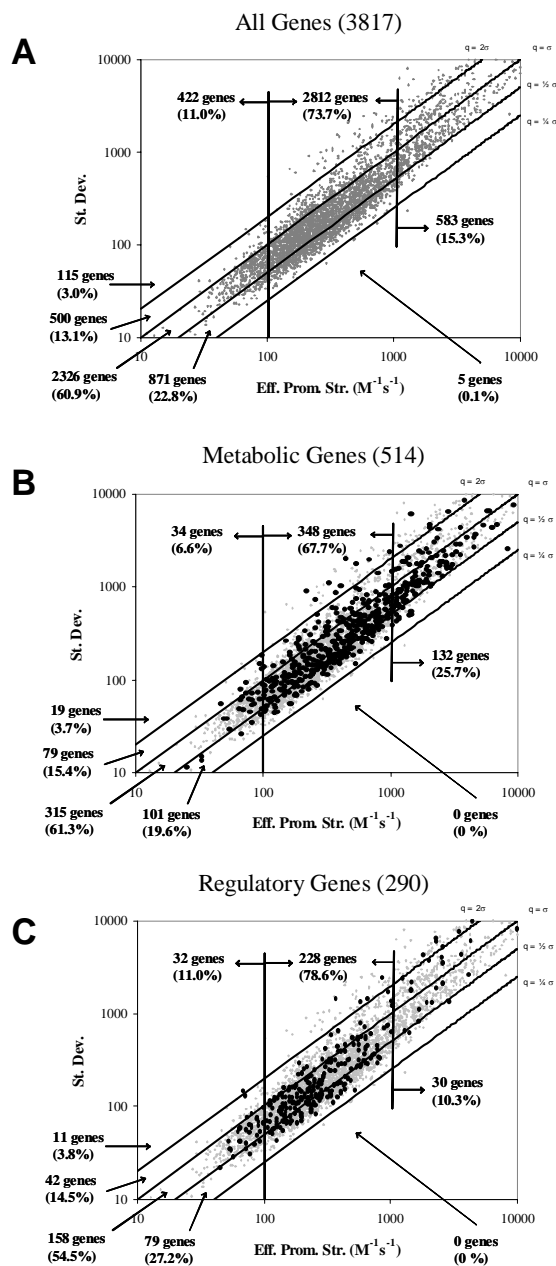 All Genes (3817)
A
q = 2σ
q = σ
q = ½ σ
q = ¼ σ
10000
1000
100
10
St. Dev.
422 genes
(11.0%)
2812 genes
(73.7%)
583 genes
(15.3%)
115 genes
(3.0%)
500 genes
(13.1%)
2326 genes
(60.9%)
871 genes
(22.8%)
5 genes
(0.1%)
10
100
1000
10000
Eff. Prom. Str. (M⁻¹s⁻¹)
Metabolic Genes (514)
B
q = 2σ
q = σ
q = ½ σ
q = ¼ σ
10000
1000
100
10
St. Dev.
34 genes
(6.6%)
348 genes
(67.7%)
132 genes
(25.7%)
19 genes
(3.7%)
79 genes
(15.4%)
315 genes
(61.3%)
101 genes
(19.6%)
0 genes
(0 %)
10
100
1000
10000
Eff. Prom. Str. (M⁻¹s⁻¹)
Regulatory Genes (290)
C
q = 2σ
q = σ
q = ½ σ
q = ¼ σ
10000
1000
100
10
St. Dev.
32 genes
(11.0%)
228 genes
(78.6%)
30 genes
(10.3%)
11 genes
(3.8%)
42 genes
(14.5%)
158 genes
(54.5%)
79 genes
(27.2%)
0 genes
(0 %)
10
100
1000
10000
Eff. Prom. Str. (M⁻¹s⁻¹)